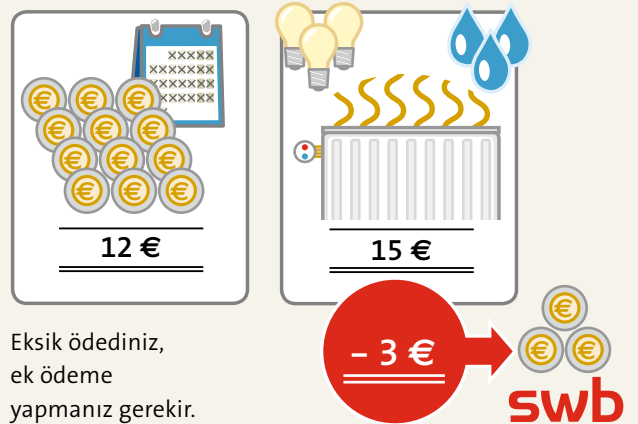 12 €
15 €
– 3 €
Eksik ödediniz,
ek ödeme
yapmanız gerekir.
swb